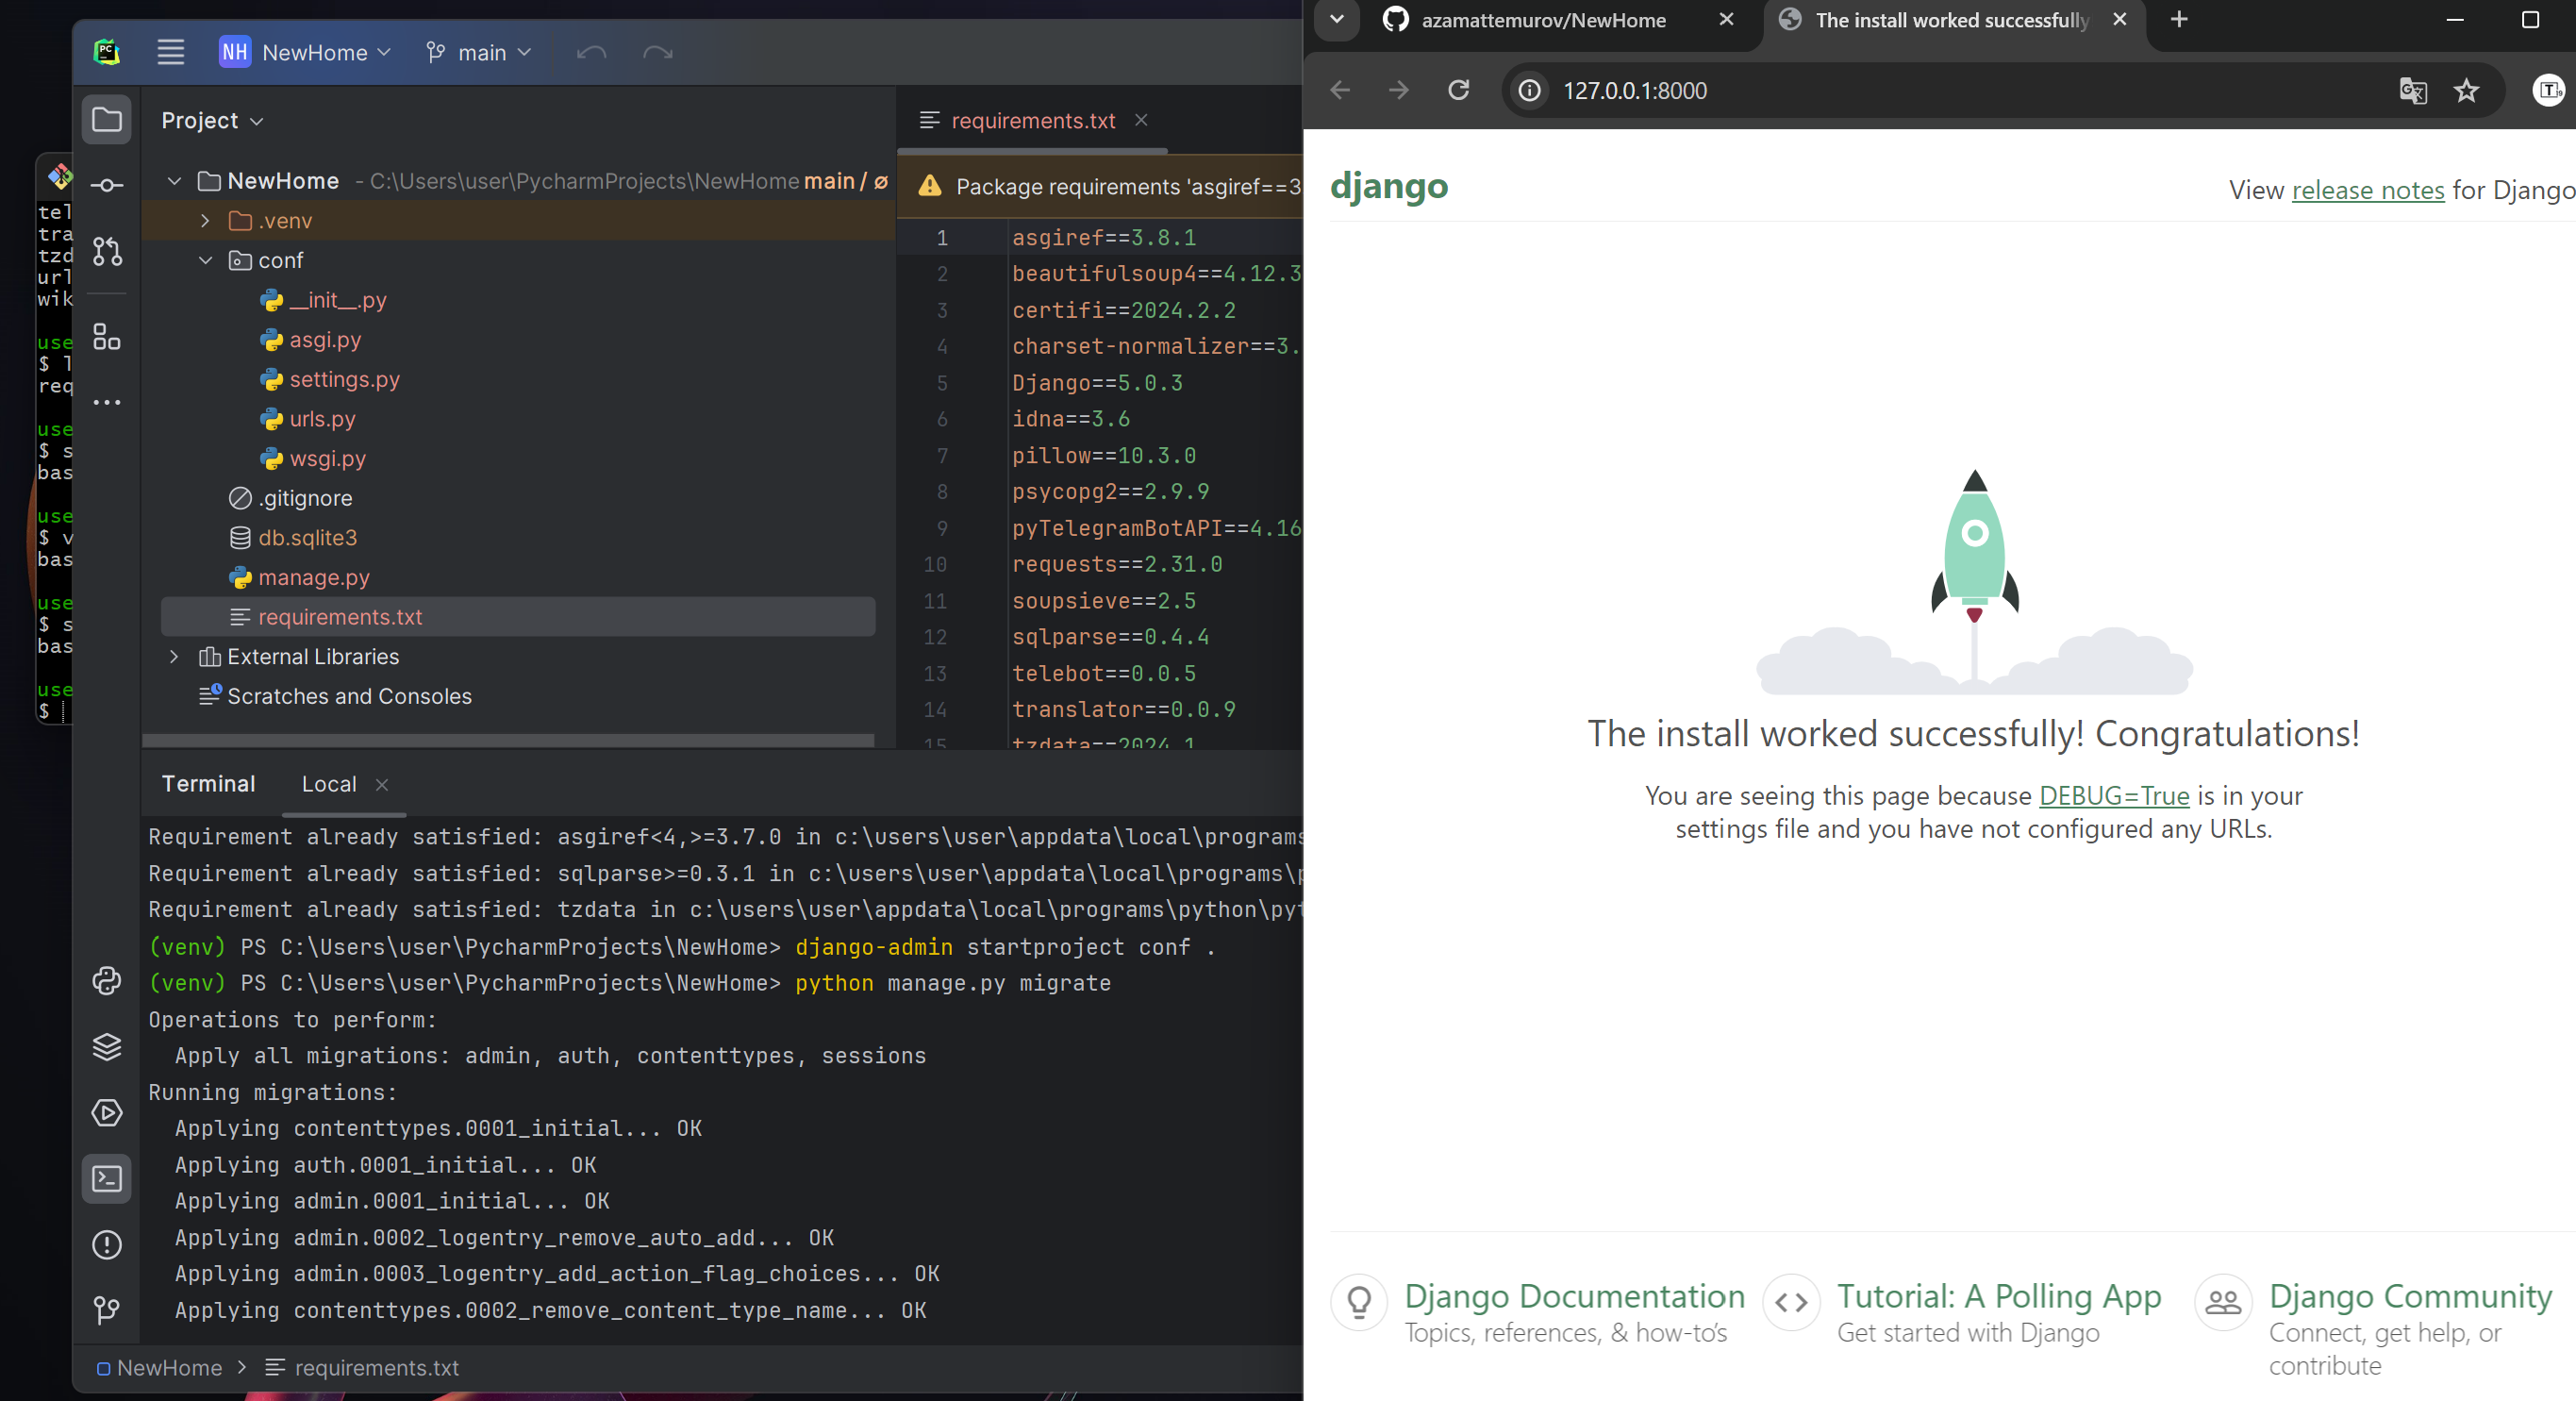 NH NewHome main
Project
NewHome - C:\Users\user\PycharmProjects\NewHome main / ∅
.venv
conf
__init__.py
asgi.py
settings.py
urls.py
wsgi.py
.gitignore
db.sqlite3
manage.py
requirements.txt
External Libraries
Scratches and Consoles
tel
tra
tzd
url
wik
use
$ l
req
use
$ s
bas
use
$ v
bas
use
$ s
bas
use
$
requirements.txt
Package requirements 'asgiref==3
1 asgiref==3.8.1
2 beautifulsoup4==4.12.3
3 certifi==2024.2.2
4 charset-normalizer==3.
5 Django==5.0.3
6 idna==3.6
7 pillow==10.3.0
8 psycopg2==2.9.9
9 pyTelegramBotAPI==4.16
10 requests==2.31.0
11 soupsieve==2.5
12 sqlparse==0.4.4
13 telebot==0.0.5
14 translator==0.0.9
15 tzdata==2024.1
Terminal Local
Requirement already satisfied: asgiref<4,>=3.7.0 in c:\users\user\appdata\local\programs
Requirement already satisfied: sqlparse>=0.3.1 in c:\users\user\appdata\local\programs\p
Requirement already satisfied: tzdata in c:\users\user\appdata\local\programs\python\pyt
(venv) PS C:\Users\user\PycharmProjects\NewHome> django-admin startproject conf .
(venv) PS C:\Users\user\PycharmProjects\NewHome> python manage.py migrate
Operations to perform:
Apply all migrations: admin, auth, contenttypes, sessions
Running migrations:
Applying contenttypes.0001_initial... OK
Applying auth.0001_initial... OK
Applying admin.0001_initial... OK
Applying admin.0002_logentry_remove_auto_add... OK
Applying admin.0003_logentry_add_action_flag_choices... OK
Applying contenttypes.0002_remove_content_type_name... OK
NewHome > requirements.txt
azamattemurov/NewHome
The install worked successfully
127.0.0.1:8000
django
View release notes for Django
The install worked successfully! Congratulations!
You are seeing this page because DEBUG=True is in your
settings file and you have not configured any URLs.
Django Documentation
Topics, references, & how-to's
Tutorial: A Polling App
Get started with Django
Django Community
Connect, get help, or
contribute